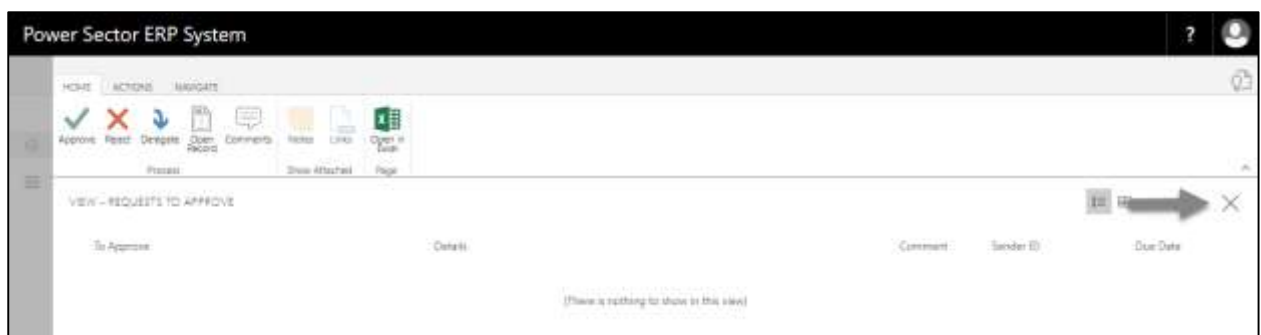 Power Sector ERP System ?
HOME ACTIONS NAVIGATE
Approve Reject Delegate Open Record Comments Notes Links Open in Excel
Process Show Attached Page
VIEW - REQUESTS TO APPROVE
To Approve Details Comment Sender ID Due Date
(There is nothing to show in this view)